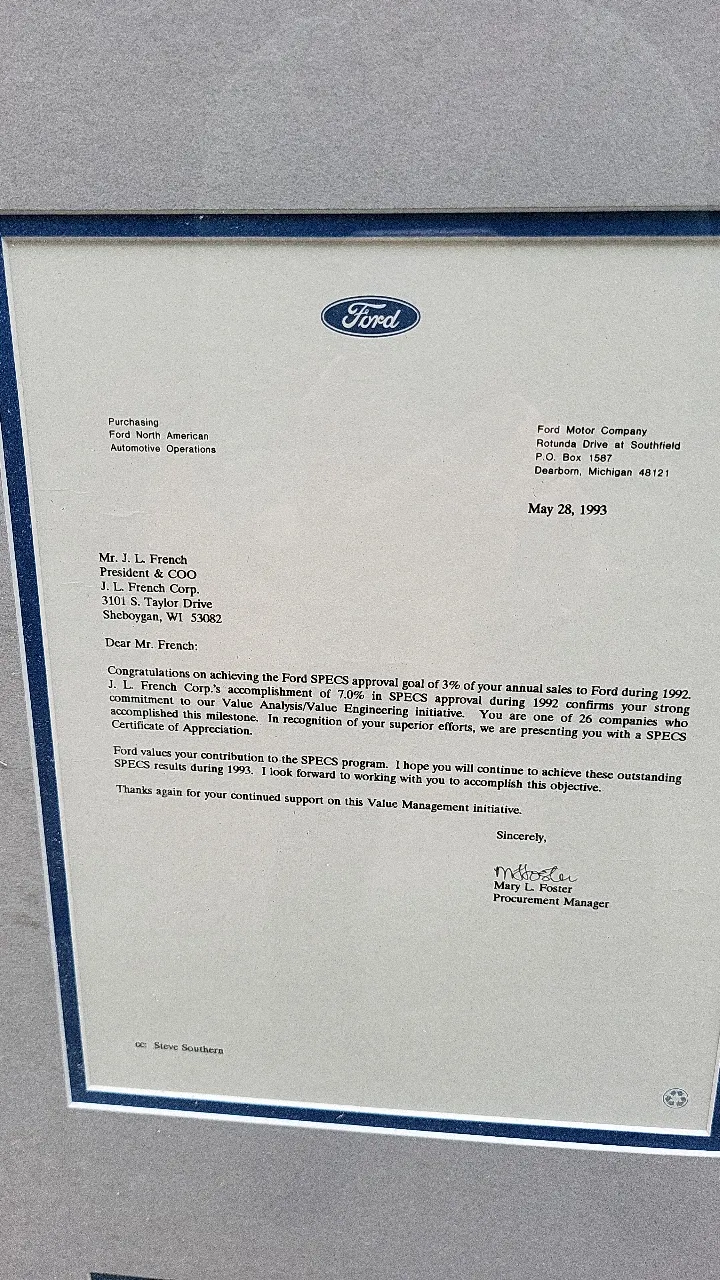 Ford
Purchasing
Ford North American
Automotive Operations
Ford Motor Company
Rotunda Drive at Southfield
P.O. Box 1587
Dearborn, Michigan 48121
May 28, 1993
Mr. J. L. French
President & COO
J. L. French Corp.
3101 S. Taylor Drive
Sheboygan, WI 53082
Dear Mr. French:
Congratulations on achieving the Ford SPECS approval goal of 3% of your annual sales to Ford during 1992.
J. L. French Corp.'s accomplishment of 7.0% in SPECS approval during 1992 confirms your strong
commitment to our Value Analysis/Value Engineering initiative. You are one of 26 companies who
accomplished this milestone. In recognition of your superior efforts, we are presenting you with a SPECS
Certificate of Appreciation.
Ford values your contribution to the SPECS program. I hope you will continue to achieve these outstanding
SPECS results during 1993. I look forward to working with you to accomplish this objective.
Thanks again for your continued support on this Value Management initiative.
Sincerely,
MLFoster
Mary L. Foster
Procurement Manager
cc: Steve Southern